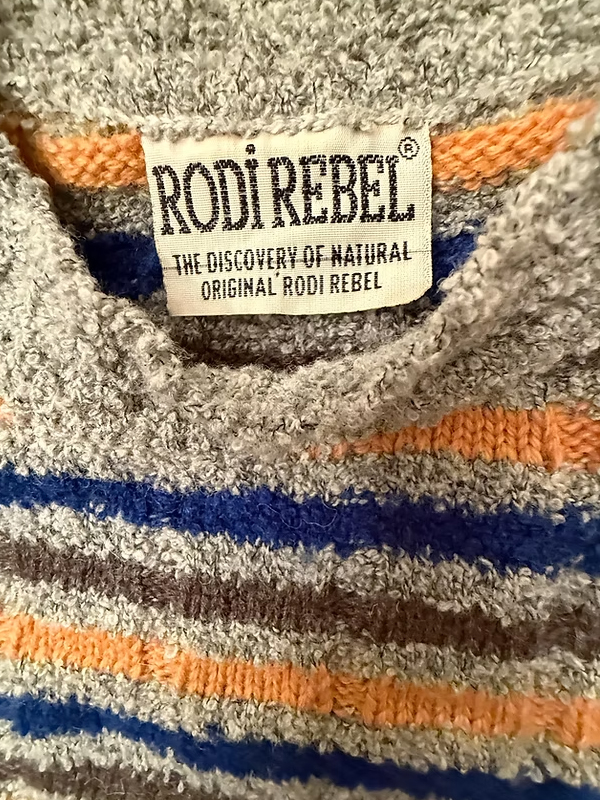 RODi REBEL®
THE DISCOVERY OF NATURAL
ORIGINAL RODI REBEL